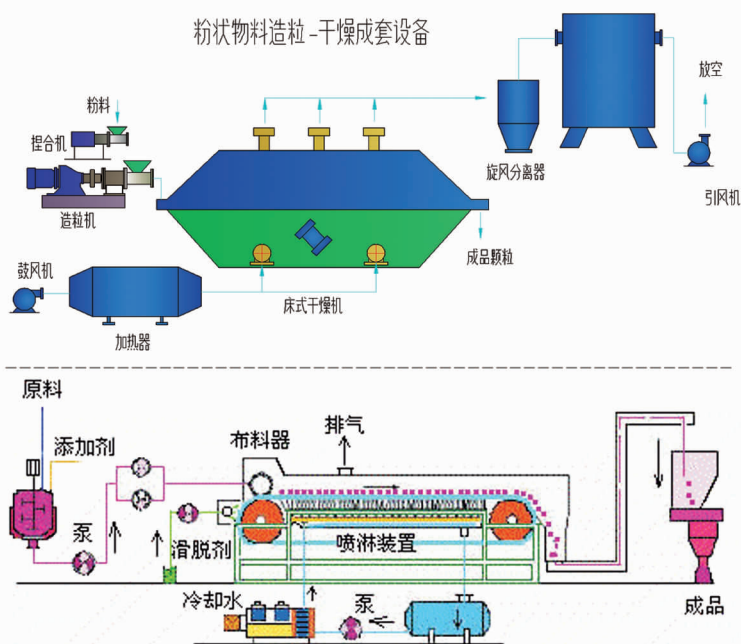 粉状物料造粒-干燥成套设备
粉料
捏合机
造粒机
鼓风机
加热器
床式干燥机
成品颗粒
旋风分离器
放空
引风机
原料
添加剂
泵
滑脱剂
布料器
排气
喷淋装置
冷却水
泵
成品